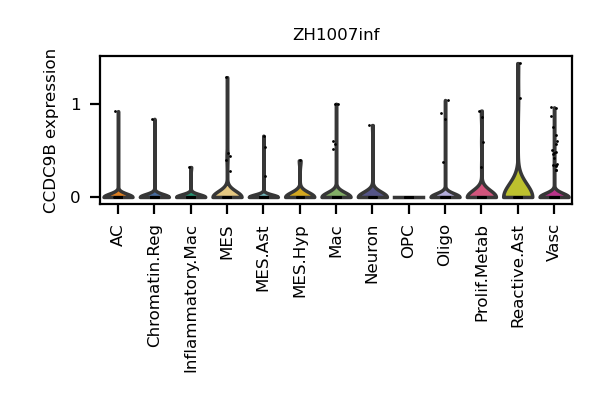 ZH1007inf
CCDC9B expression
1
0
AC
Chromatin.Reg
Inflammatory.Mac
MES
MES.Ast
MES.Hyp
Mac
Neuron
OPC
Oligo
Prolif.Metab
Reactive.Ast
Vasc